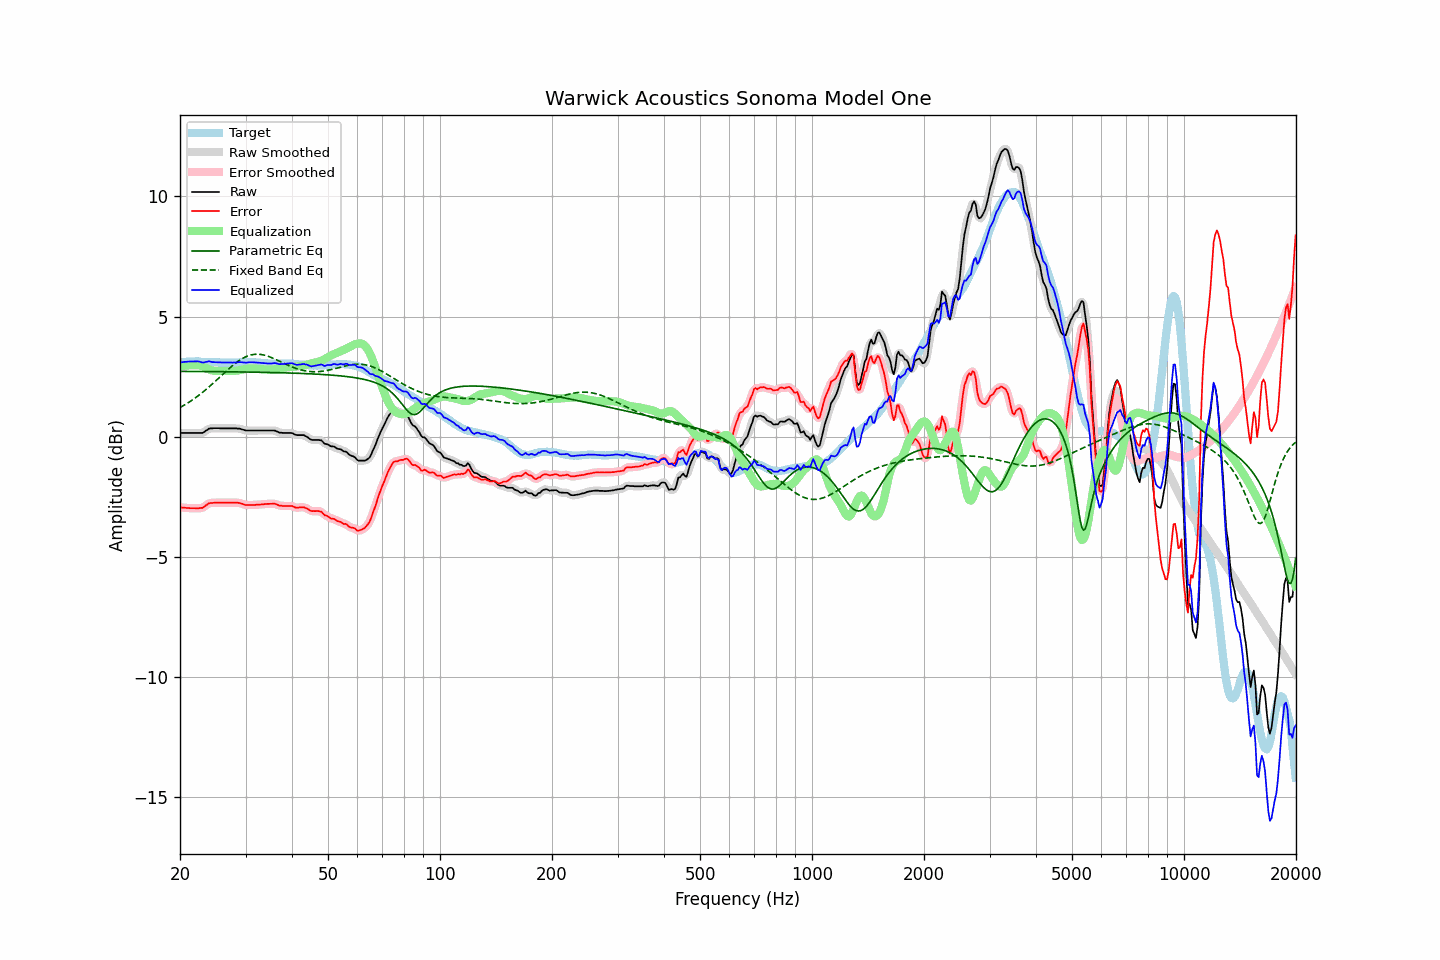 Warwick Acoustics Sonoma Model One
Target
Raw Smoothed
Error Smoothed
Raw
Error
Equalization
Parametric Eq
Fixed Band Eq
Equalized
Amplitude (dBr)
10
5
0
−5
−10
−15
20 50 100 200 500 1000 2000 5000 10000 20000
Frequency (Hz)